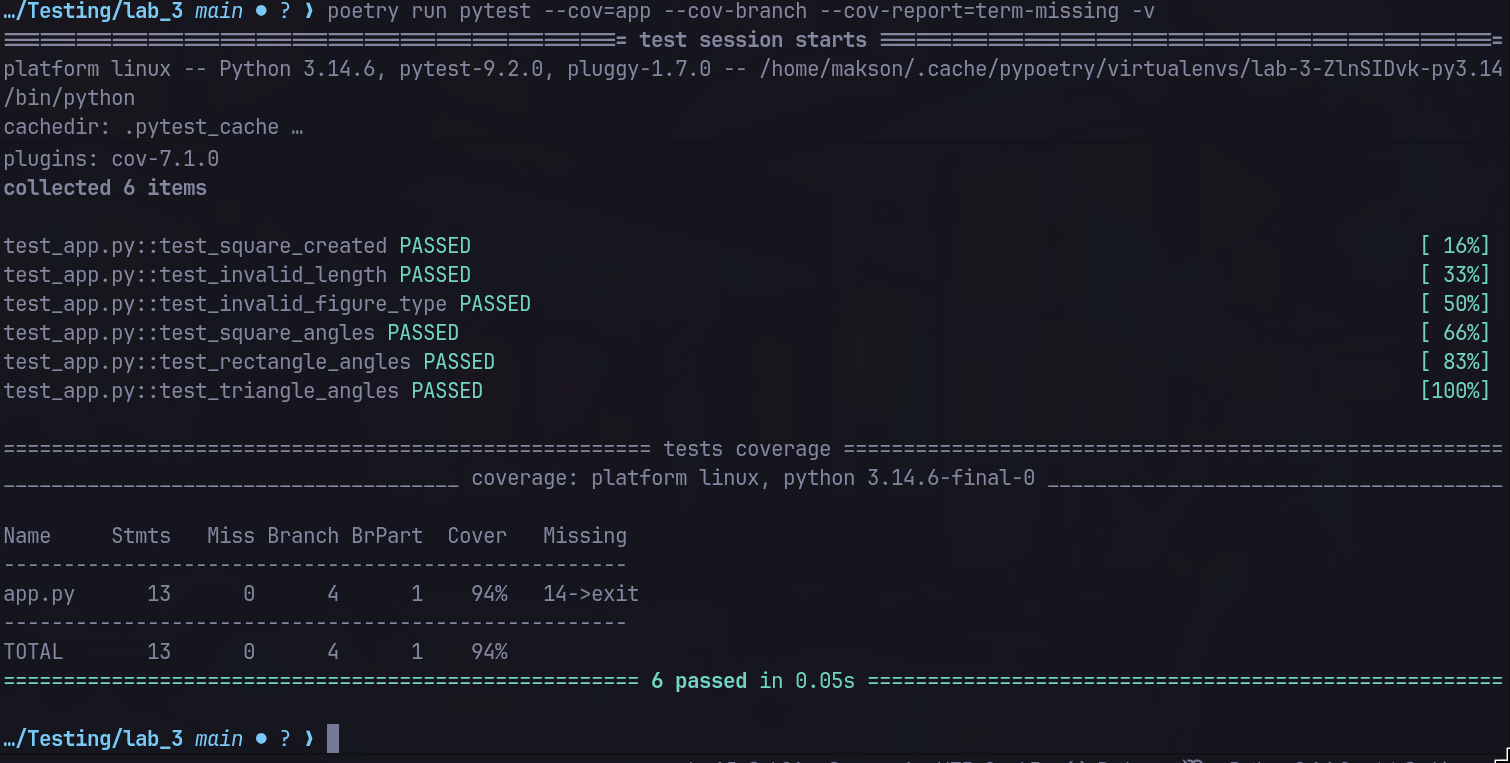 …/Testing/lab_3 main ● ? ❯ poetry run pytest --cov=app --cov-branch --cov-report=term-missing -v
=================================================== test session starts ===================================================
platform linux -- Python 3.14.6, pytest-9.2.0, pluggy-1.7.0 -- /home/makson/.cache/pypoetry/virtualenvs/lab-3-ZlnSIDvk-py3.14
/bin/python
cachedir: .pytest_cache …
plugins: cov-7.1.0
collected 6 items
test_app.py::test_square_created PASSED [ 16%]
test_app.py::test_invalid_length PASSED [ 33%]
test_app.py::test_invalid_figure_type PASSED [ 50%]
test_app.py::test_square_angles PASSED [ 66%]
test_app.py::test_rectangle_angles PASSED [ 83%]
test_app.py::test_triangle_angles PASSED [100%]
====================================================== tests coverage =======================================================
______________________________________ coverage: platform linux, python 3.14.6-final-0 ______________________________________
Name     Stmts   Miss Branch BrPart  Cover   Missing
----------------------------------------------------
app.py      13      0      4      1    94%   14->exit
----------------------------------------------------
TOTAL       13      0      4      1    94%
===================================================== 6 passed in 0.05s =====================================================
…/Testing/lab_3 main ● ? ❯